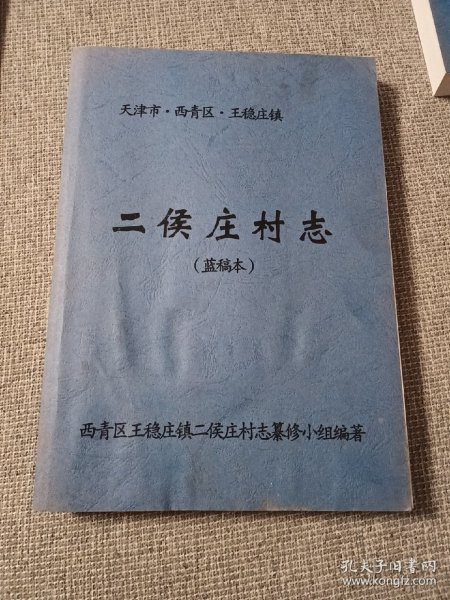 天津市·西青区·王稳庄镇
二侯庄村志
(蓝稿本)
西青区王稳庄镇二侯庄村志纂修小组编著
孔夫子旧书网
www.kongfz.com